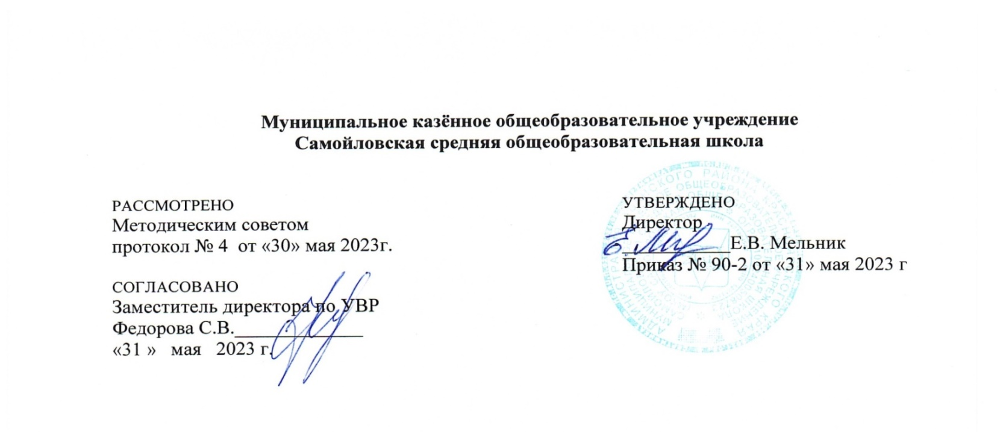 Муниципальное казённое общеобразовательное учреждение
Самойловская средняя общеобразовательная школа
РАССМОТРЕНО
Методическим советом
протокол № 4 от «30» мая 2023г.
СОГЛАСОВАНО
Заместитель директора по УВР
Федорова С.В.______________
«31 » мая 2023 г.
УТВЕРЖДЕНО
Директор
____________Е.В. Мельник
Приказ № 90-2 от «31» мая 2023 г